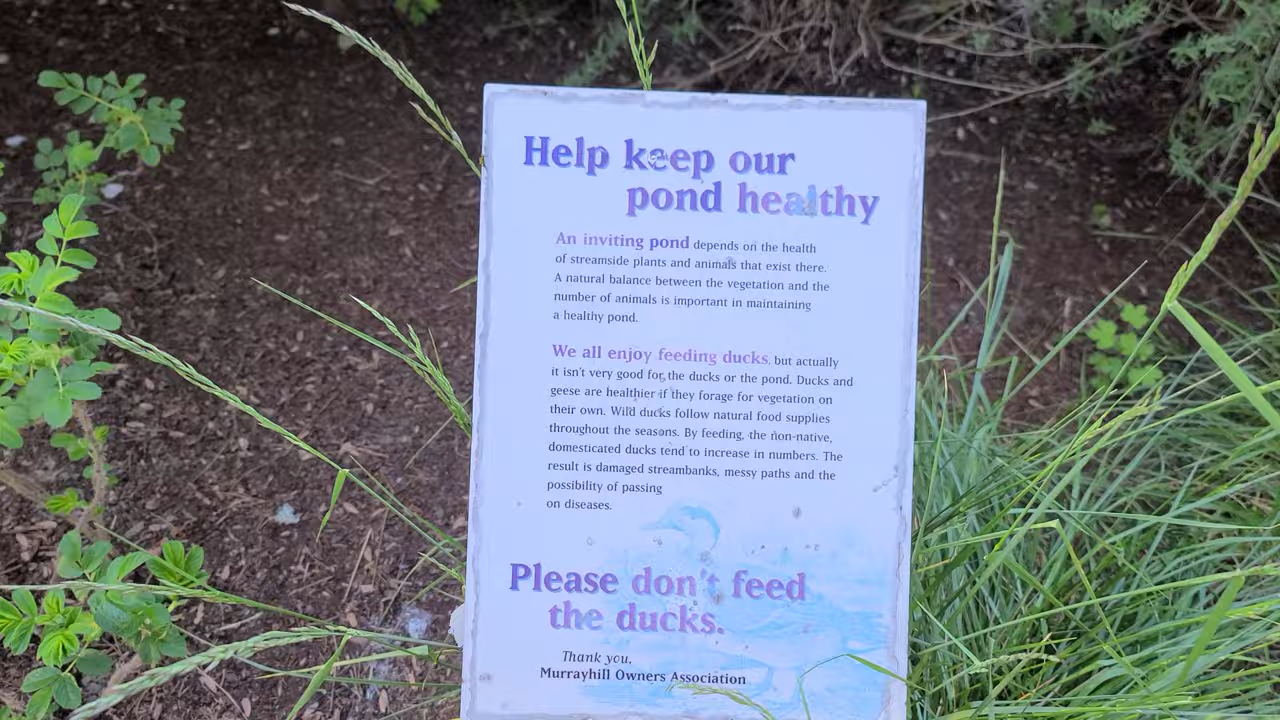 Help keep our
pond healthy
An inviting pond depends on the health
of streamside plants and animals that exist there.
A natural balance between the vegetation and the
number of animals is important in maintaining
a healthy pond.
We all enjoy feeding ducks, but actually
it isn't very good for the ducks or the pond. Ducks and
geese are healthier if they forage for vegetation on
their own. Wild ducks follow natural food supplies
throughout the seasons. By feeding, the non-native,
domesticated ducks tend to increase in numbers. The
result is damaged streambanks, messy paths and the
possibility of passing
on diseases.
Please don't feed
the ducks.
Thank you,
Murrayhill Owners Association